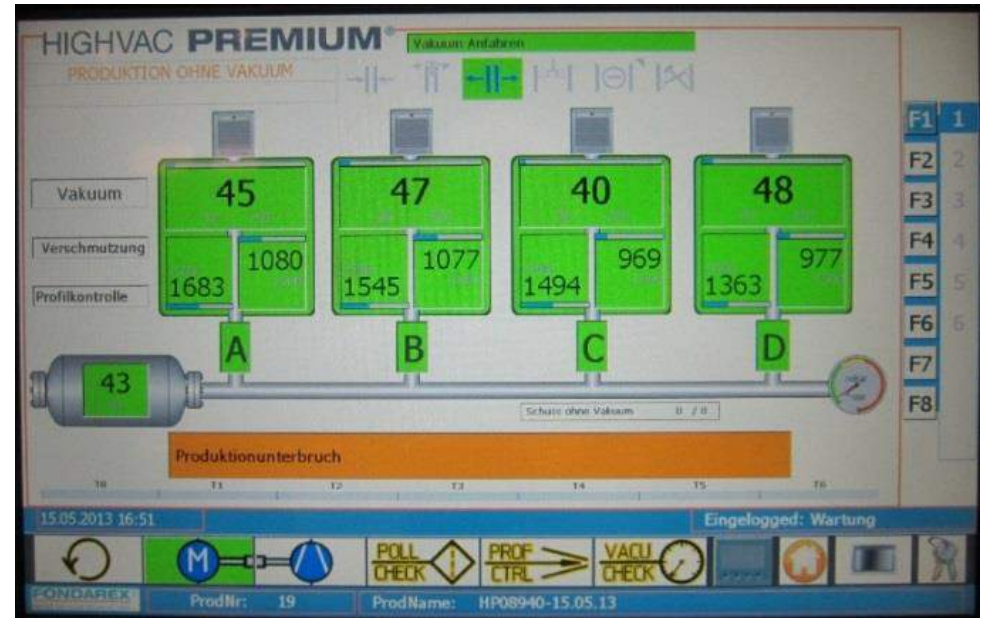 HIGHVAC PREMIUM®
Vakuum Anfahren
PRODUKTION OHNE VAKUUM
F1 1
F2 2
F3 3
F4 4
F5 5
F6 6
F7
F8
Vakuum
45 47 40 48
Verschmutzung
1080 1077 969 977
Profilkontrolle
1683 1545 1494 1363
A B C D
43
Schuss ohne Vakuum 0 / 0
Produktionunterbruch
T0 T1 T2 T3 T4 T5 T6
15.05.2013 16:51 Eingelogged: Wartung
M
POLL CHECK
PROF CTRL
VACU CHECK
FONDAREX
ProdNr: 19 ProdName: HP08940-15.05.13